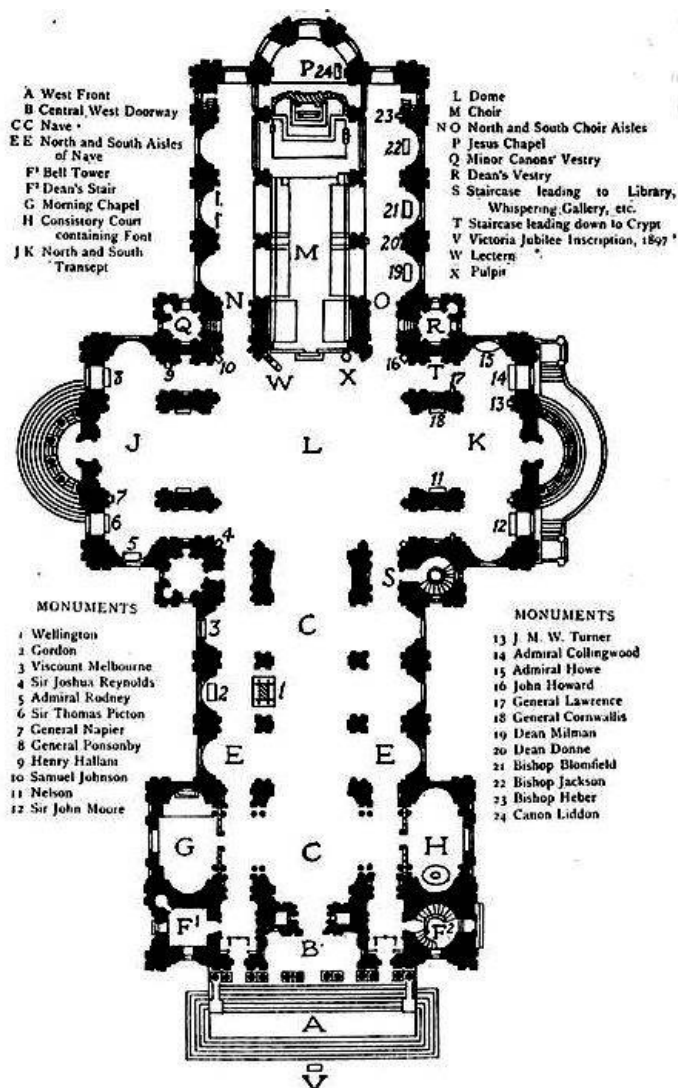 A West Front
B Central West Doorway
C C Nave
E E North and South Aisles
of Nave
F¹ Bell Tower
F² Dean's Stair
G Morning Chapel
H Consistory Court
containing Font
J K North and South
Transept
L Dome
M Choir
N O North and South Choir Aisles
P Jesus Chapel
Q Minor Canons' Vestry
R Dean's Vestry
S Staircase leading to Library,
Whispering Gallery, etc.
T Staircase leading down to Crypt
V Victoria Jubilee Inscription, 1897
W Lectern
X Pulpit
P 24
23
22
21
M
20
19
N O
Q R
8 9 10 W X 16 T 15 14
17
13
18
J L K
11
7
6 12
5 4
S
C
3
2 1
E E
G C H
F¹ B F²
A
V
MONUMENTS
1 Wellington
2 Gordon
3 Viscount Melbourne
4 Sir Joshua Reynolds
5 Admiral Rodney
6 Sir Thomas Picton
7 General Napier
8 General Ponsonby
9 Henry Hallam
10 Samuel Johnson
11 Nelson
12 Sir John Moore
MONUMENTS
13 J. M. W. Turner
14 Admiral Collingwood
15 Admiral Howe
16 John Howard
17 General Lawrence
18 General Cornwallis
19 Dean Milman
20 Dean Donne
21 Bishop Blomfield
22 Bishop Jackson
23 Bishop Heber
24 Canon Liddon